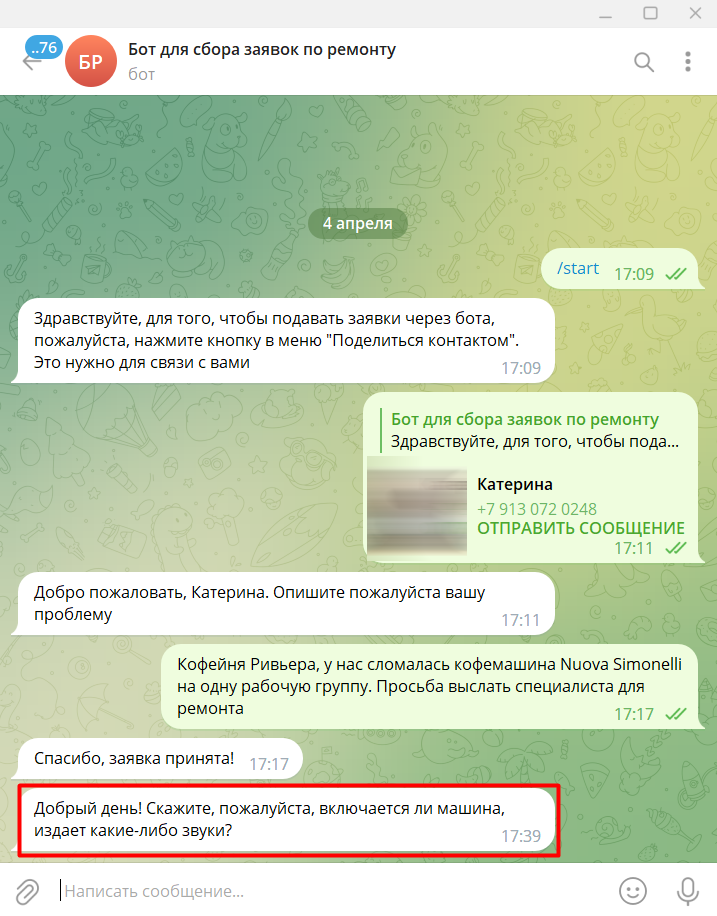 ..76
БР
Бот для сбора заявок по ремонту
бот
4 апреля
/start 17:09
Здравствуйте, для того, чтобы подавать заявки через бота,
пожалуйста, нажмите кнопку в меню "Поделиться контактом".
Это нужно для связи с вами
17:09
Бот для сбора заявок по ремонту
Здравствуйте, для того, чтобы пода...
Катерина
+7 913 072 0248
ОТПРАВИТЬ СООБЩЕНИЕ
17:11
Добро пожаловать, Катерина. Опишите пожалуйста вашу
проблему
17:11
Кофейня Ривьера, у нас сломалась кофемашина Nuova Simonelli
на одну рабочую группу. Просьба выслать специалиста для
ремонта
17:17
Спасибо, заявка принята! 17:17
Добрый день! Скажите, пожалуйста, включается ли машина,
издает какие-либо звуки?
17:39
Написать сообщение...